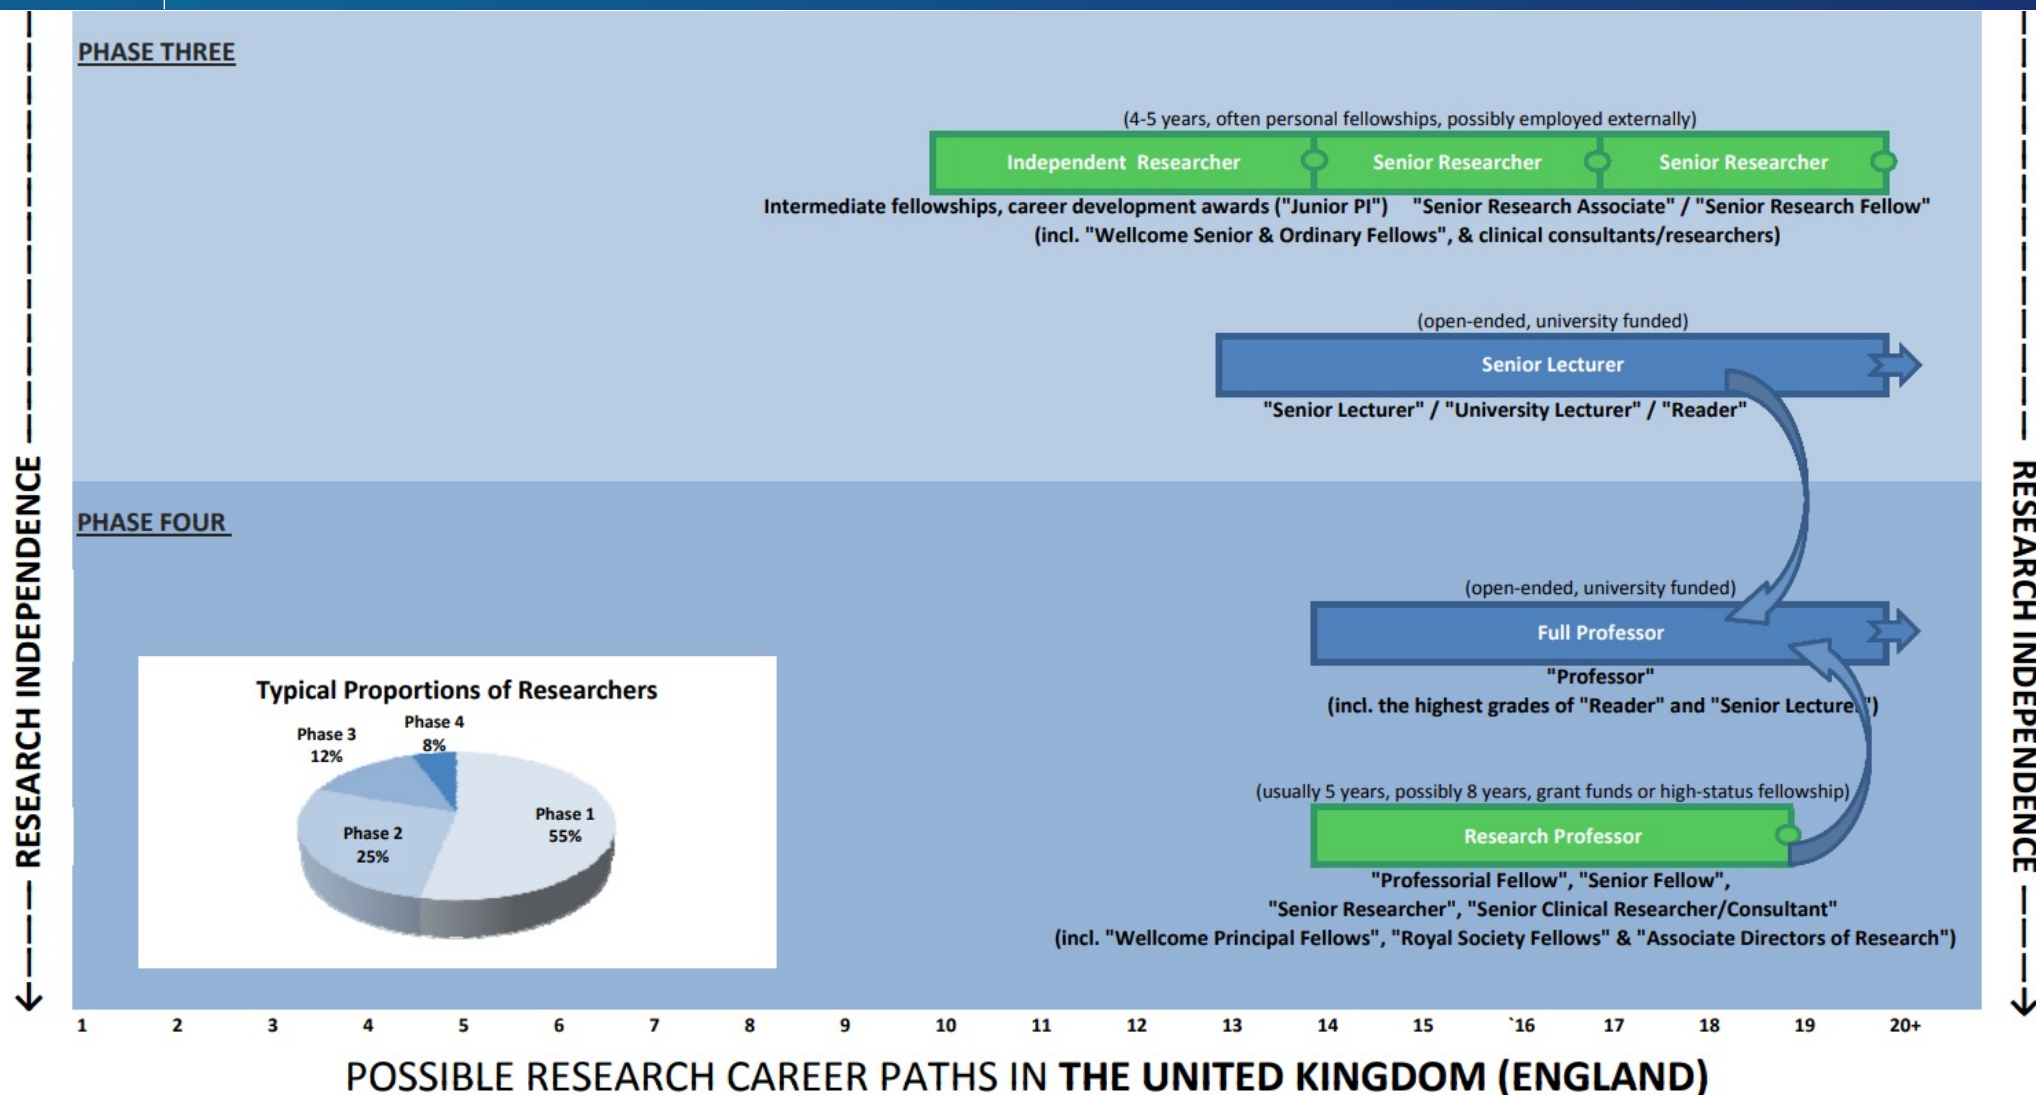 PHASE THREE
(4-5 years, often personal fellowships, possibly employed externally)
Independent Researcher
Senior Researcher
Senior Researcher
Intermediate fellowships, career development awards ("Junior PI")
"Senior Research Associate" / "Senior Research Fellow"
(incl. "Wellcome Senior & Ordinary Fellows", & clinical consultants/researchers)
(open-ended, university funded)
Senior Lecturer
"Senior Lecturer" / "University Lecturer" / "Reader"
RESEARCH INDEPENDENCE
RESEARCH INDEPENDENCE
PHASE FOUR
(open-ended, university funded)
Full Professor
"Professor"
(incl. the highest grades of "Reader" and "Senior Lecturer")
Typical Proportions of Researchers
Phase 4
8%
Phase 3
12%
Phase 1
55%
Phase 2
25%
(usually 5 years, possibly 8 years, grant funds or high-status fellowship)
Research Professor
"Professorial Fellow", "Senior Fellow",
"Senior Researcher", "Senior Clinical Researcher/Consultant"
(incl. "Wellcome Principal Fellows", "Royal Society Fellows" & "Associate Directors of Research")
1 2 3 4 5 6 7 8 9 10 11 12 13 14 15 `16 17 18 19 20+
POSSIBLE RESEARCH CAREER PATHS IN THE UNITED KINGDOM (ENGLAND)